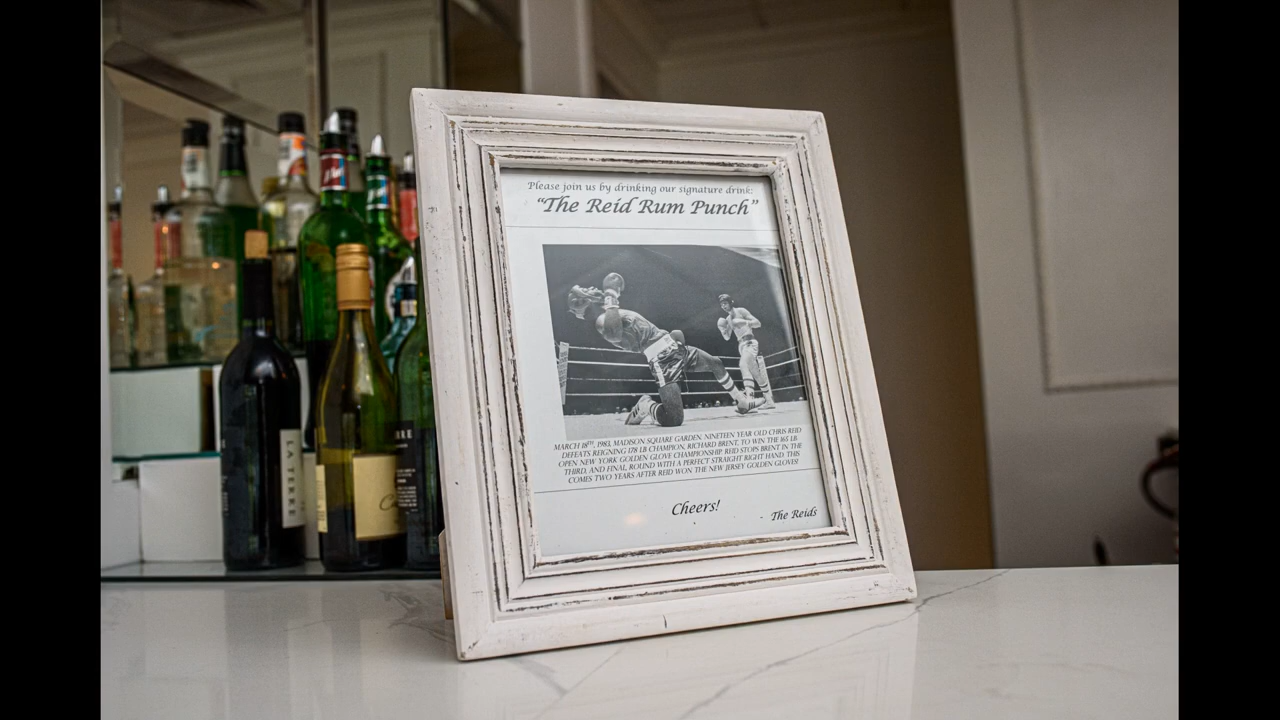 Please join us by drinking our signature drink:
“The Reid Rum Punch”
MARCH 18TH, 1983, MADISON SQUARE GARDEN. NINETEEN YEAR OLD CHRIS REID
DEFEATS REIGNING 178 LB CHAMPION, RICHARD BRENT, TO WIN THE 165 LB
OPEN NEW YORK GOLDEN GLOVE CHAMPIONSHIP. REID STOPS BRENT IN THE
THIRD, AND FINAL, ROUND WITH A PERFECT STRAIGHT RIGHT HAND. THIS
COMES TWO YEARS AFTER REID WON THE NEW JERSEY GOLDEN GLOVES!
Cheers!
- The Reids
LA TERRE